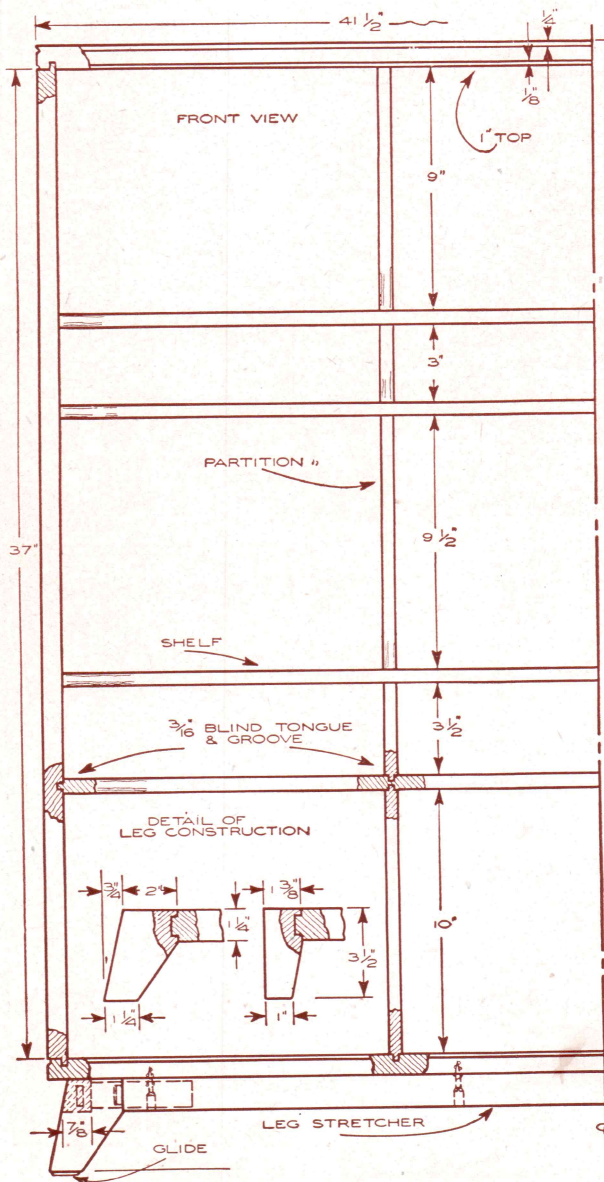 41 1/2"
1/4"
1/8
FRONT VIEW
1" TOP
9"
3"
PARTITION "
9 1/2"
37"
SHELF
3/16" BLIND TONGUE
& GROOVE
3 1/2"
DETAIL OF
LEG CONSTRUCTION
3/4"
2"
1 3/8"
1 1/4"
3 1/2"
10"
1 1/4"
1"
7/8"
LEG STRETCHER
GLIDE